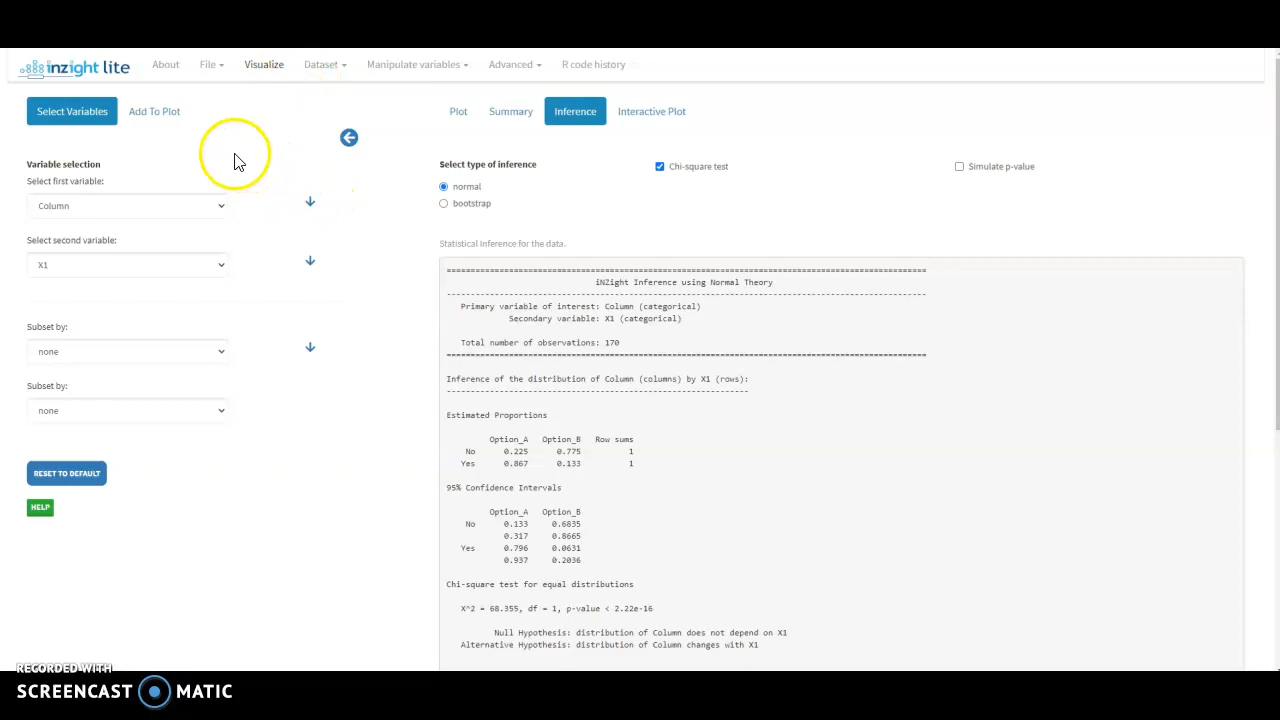 inzight lite About File Visualize Dataset Manipulate variables Advanced R code history
Select Variables Add To Plot Plot Summary Inference Interactive Plot
Variable selection
Select first variable:
Column
Select second variable:
X1
Subset by:
none
Subset by:
none
RESET TO DEFAULT
HELP
Select type of inference
normal
bootstrap
Chi-square test
Simulate p-value
Statistical Inference for the data.
================================================================================
iNZight Inference using Normal Theory
--------------------------------------------------------------------------------
Primary variable of interest: Column (categorical)
Secondary variable: X1 (categorical)
Total number of observations: 170
================================================================================
Inference of the distribution of Column (columns) by X1 (rows):
---------------------------------------------------------------
Estimated Proportions
Option_A Option_B Row sums
No 0.225 0.775 1
Yes 0.867 0.133 1
95% Confidence Intervals
Option_A Option_B
No 0.133 0.6835
0.317 0.8665
Yes 0.796 0.0631
0.937 0.2036
Chi-square test for equal distributions
X^2 = 68.355, df = 1, p-value < 2.22e-16
Null Hypothesis: distribution of Column does not depend on X1
Alternative Hypothesis: distribution of Column changes with X1
RECORDED WITH
SCREENCAST MATIC